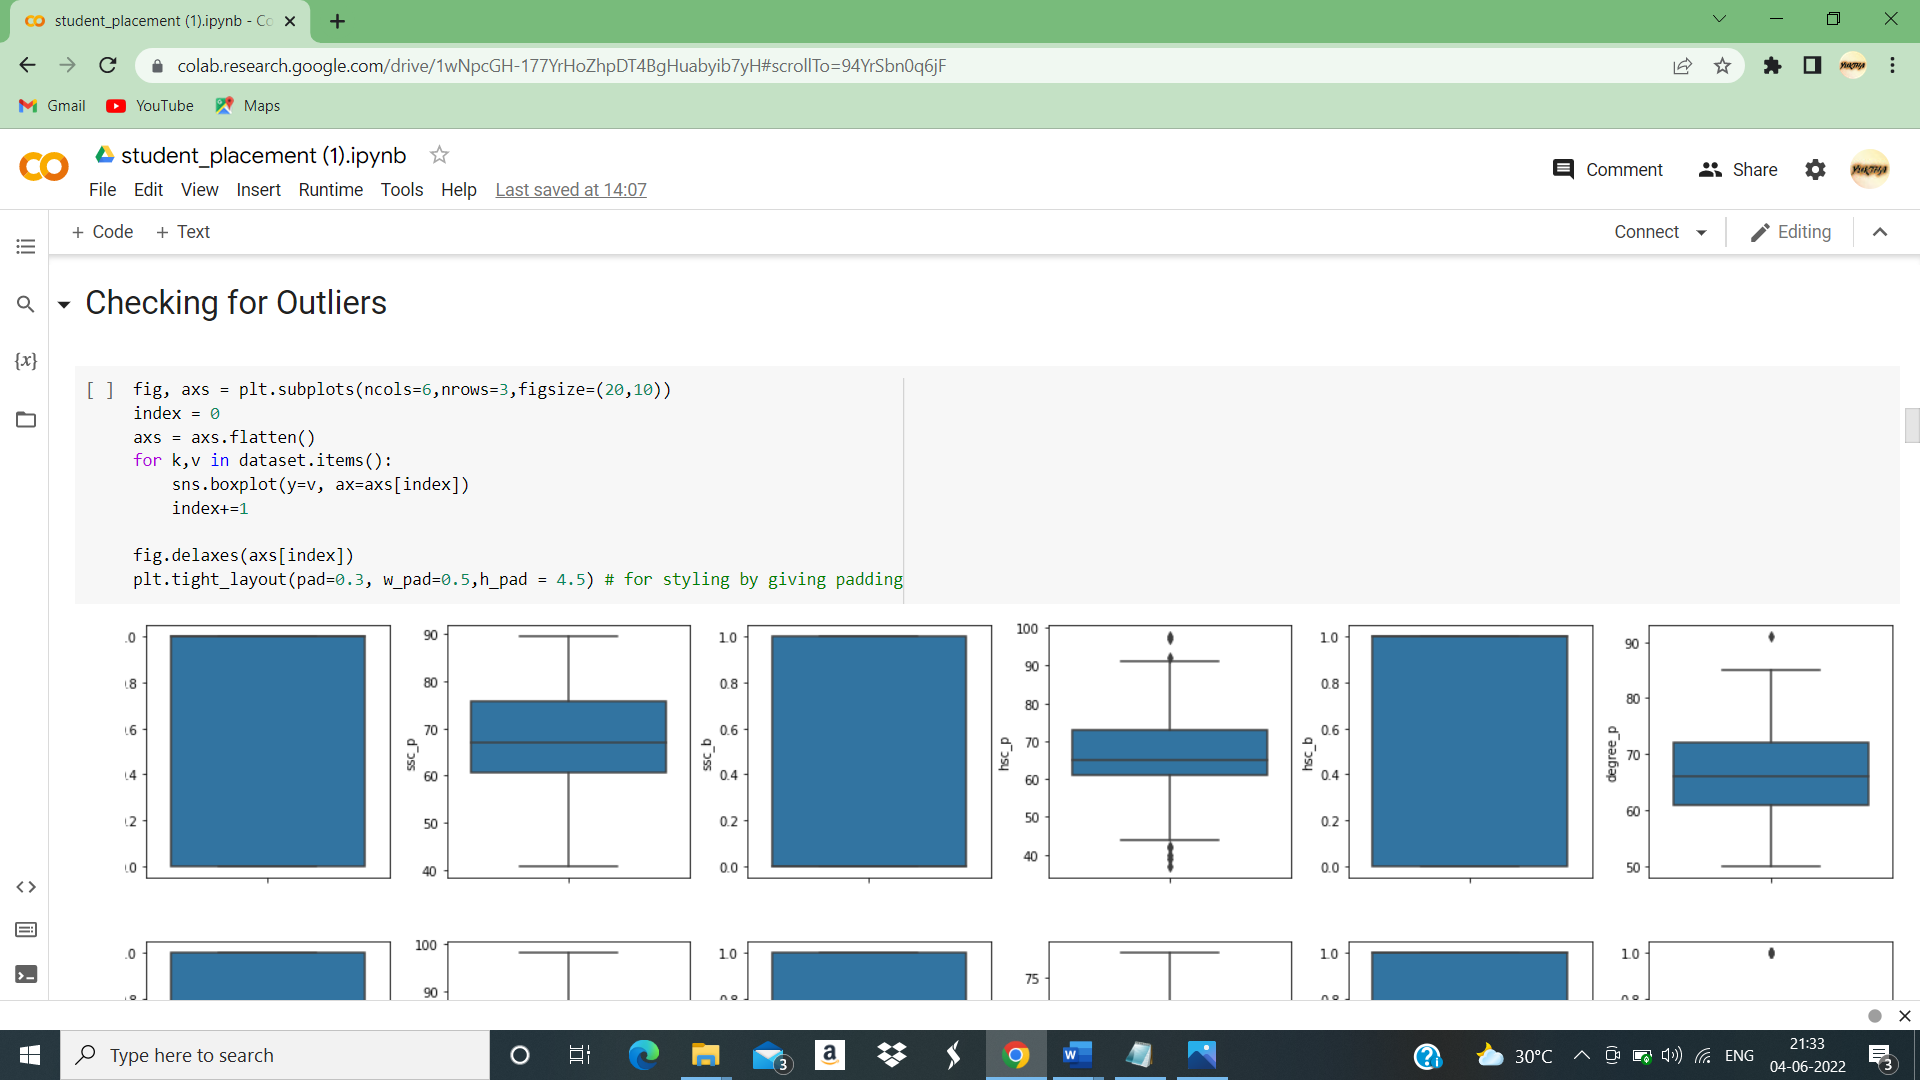 student_placement (1).ipynb - Co
colab.research.google.com/drive/1wNpcGH-177YrHoZhpDT4BgHuabyib7yH#scrollTo=94YrSbn0q6jF
Gmail YouTube Maps
student_placement (1).ipynb
File Edit View Insert Runtime Tools Help Last saved at 14:07
Comment Share
+ Code + Text
Connect Editing
Checking for Outliers
{x}
[ ] fig, axs = plt.subplots(ncols=6,nrows=3,figsize=(20,10))
index = 0
axs = axs.flatten()
for k,v in dataset.items():
    sns.boxplot(y=v, ax=axs[index])
    index+=1
fig.delaxes(axs[index])
plt.tight_layout(pad=0.3, w_pad=0.5,h_pad = 4.5) # for styling by giving padding
.0 .8 .6 .4 .2 .0
ssc_p 90 80 70 60 50 40
ssc_b 1.0 0.8 0.6 0.4 0.2 0.0
hsc_p 100 90 80 70 60 50 40
hsc_b 1.0 0.8 0.6 0.4 0.2 0.0
degree_p 90 80 70 60 50
.0 100 90 1.0 75 1.0 1.0
Type here to search
3
a
30°C ENG
21:33
04-06-2022
3